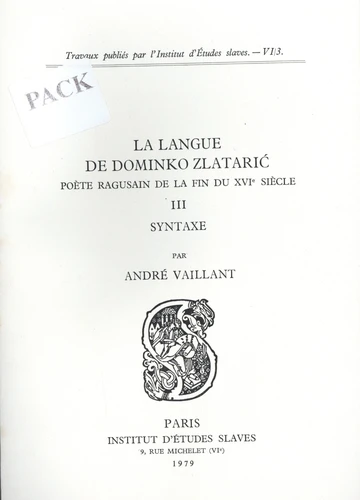 Travaux publiés par l'Institut d'Études slaves. — VI/3.
PACK
LA LANGUE
DE DOMINKO ZLATARIĆ
POÈTE RAGUSAIN DE LA FIN DU XVIe SIÈCLE
III
SYNTAXE
PAR
ANDRÉ VAILLANT
PARIS
INSTITUT D'ÉTUDES SLAVES
9, RUE MICHELET (VIe)
1979